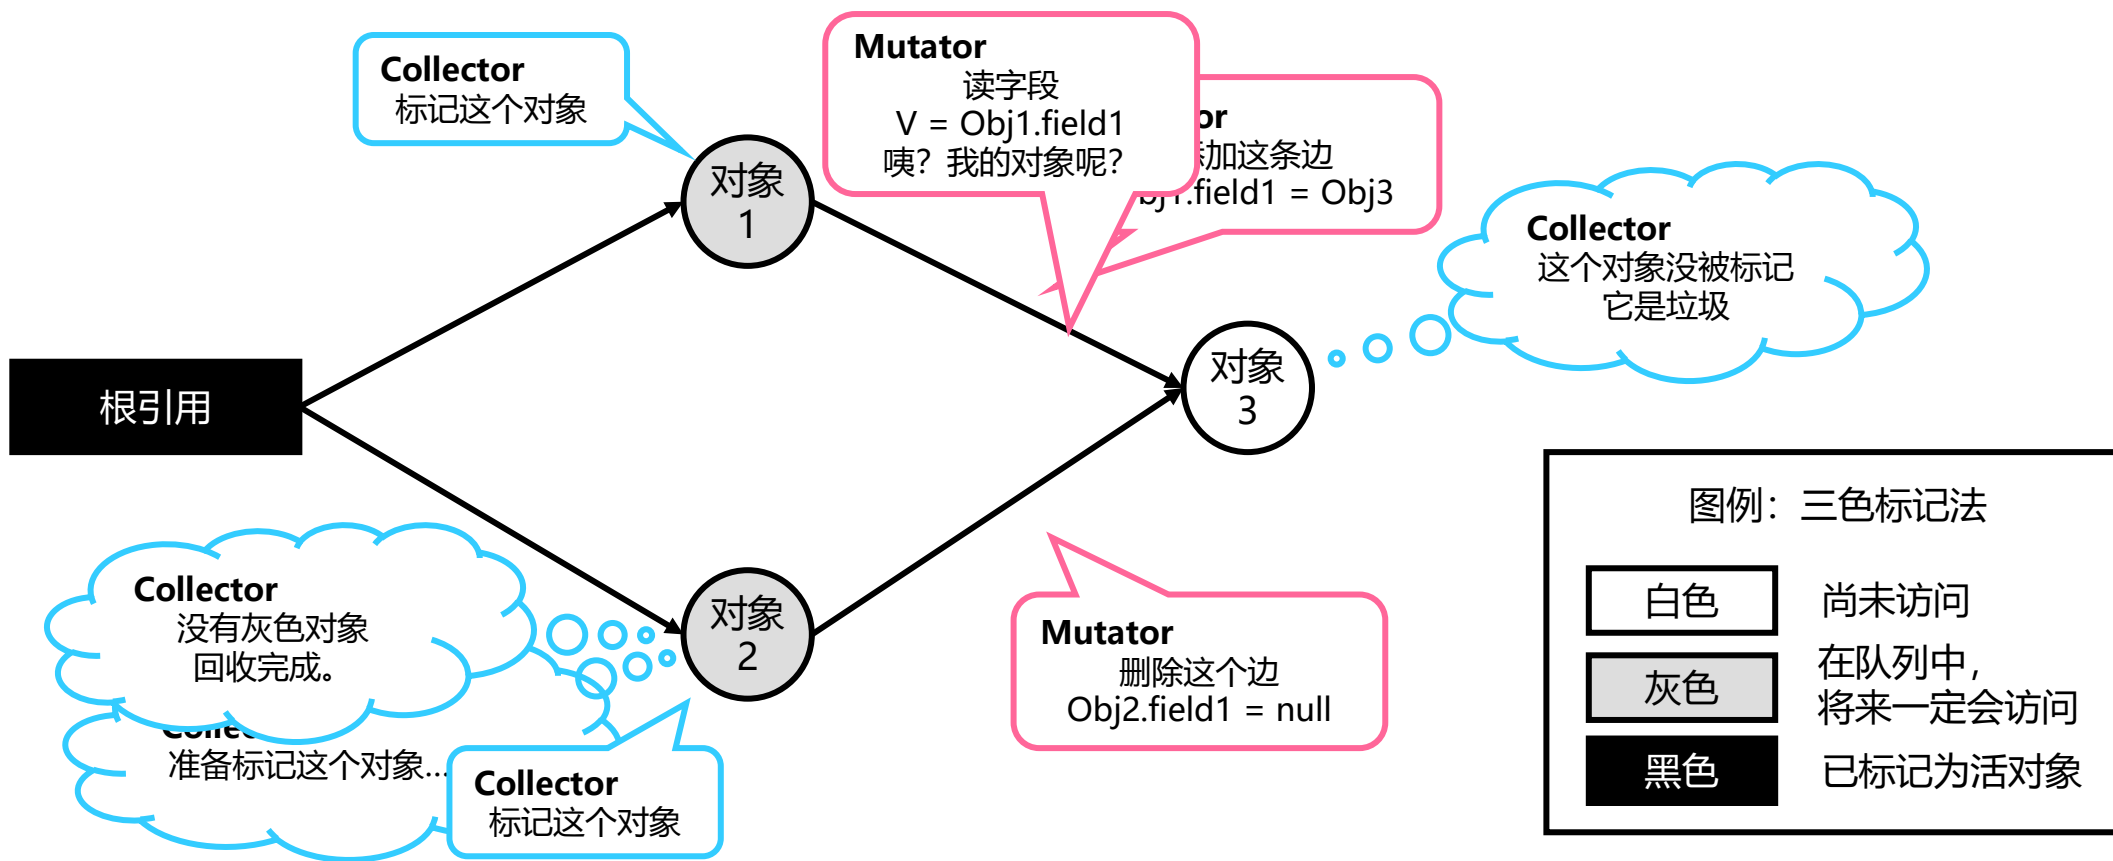 Collector
标记这个对象
Mutator
读字段
V = Obj1.field1
咦？我的对象呢？
加这条边
.field1 = Obj3
对象
1
Collector
这个对象没被标记
它是垃圾
根引用
对象
3
图例：三色标记法
白色
尚未访问
灰色
在队列中，
将来一定会访问
黑色
已标记为活对象
Collector
没有灰色对象
回收完成。
准备标记这个对象...
对象
2
Collector
标记这个对象
Mutator
删除这个边
Obj2.field1 = null